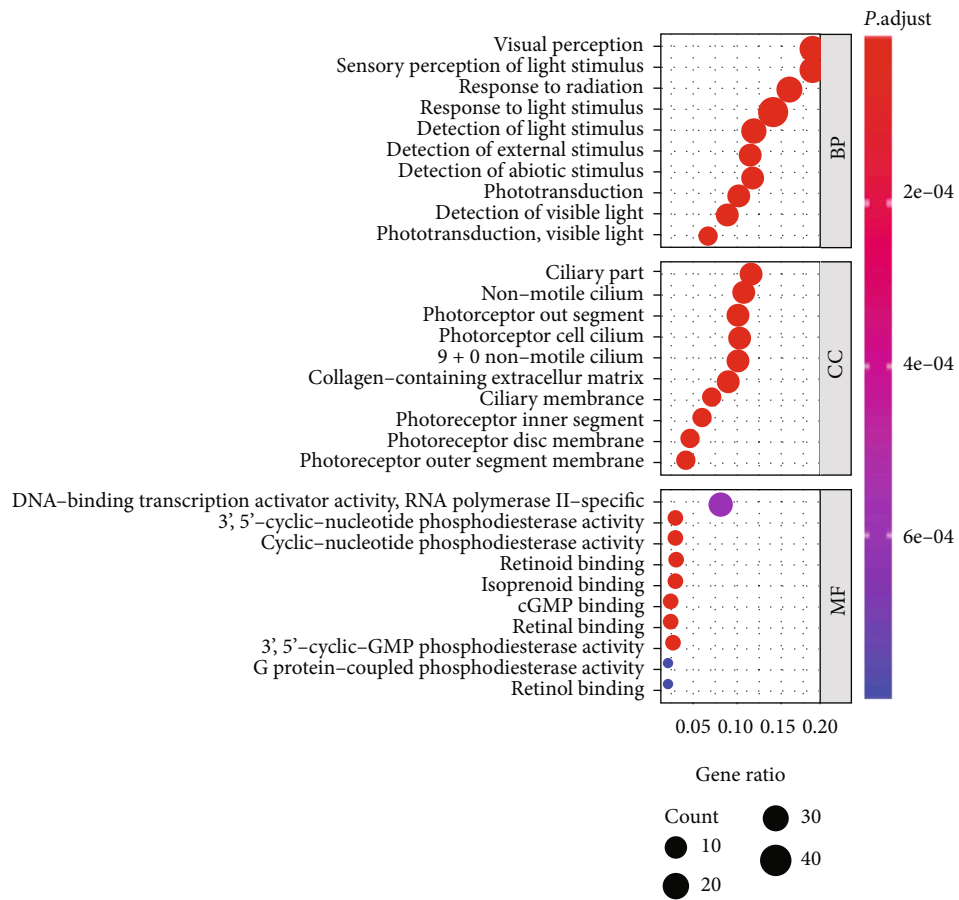 P.adjust
Visual perception
Sensory perception of light stimulus
Response to radiation
Response to light stimulus
Detection of light stimulus
Detection of external stimulus
Detection of abiotic stimulus
Phototransduction
Detection of visible light
Phototransduction, visible light
BP
Ciliary part
Non–motile cilium
Photorceptor out segment
Photorceptor cell cilium
9 + 0 non–motile cilium
Collagen–containing extracellur matrix
Ciliary membrance
Photoreceptor inner segment
Photoreceptor disc membrane
Photoreceptor outer segment membrane
CC
DNA–binding transcription activator activity, RNA polymerase II–specific
3', 5'–cyclic–nucleotide phosphodiesterase activity
Cyclic–nucleotide phosphodiesterase activity
Retinoid binding
Isoprenoid binding
cGMP binding
Retinal binding
3', 5'–cyclic–GMP phosphodiesterase activity
G protein–coupled phosphodiesterase activity
Retinol binding
MF
2e–04
4e–04
6e–04
0.05 0.10 0.15 0.20
Gene ratio
Count
10
20
30
40